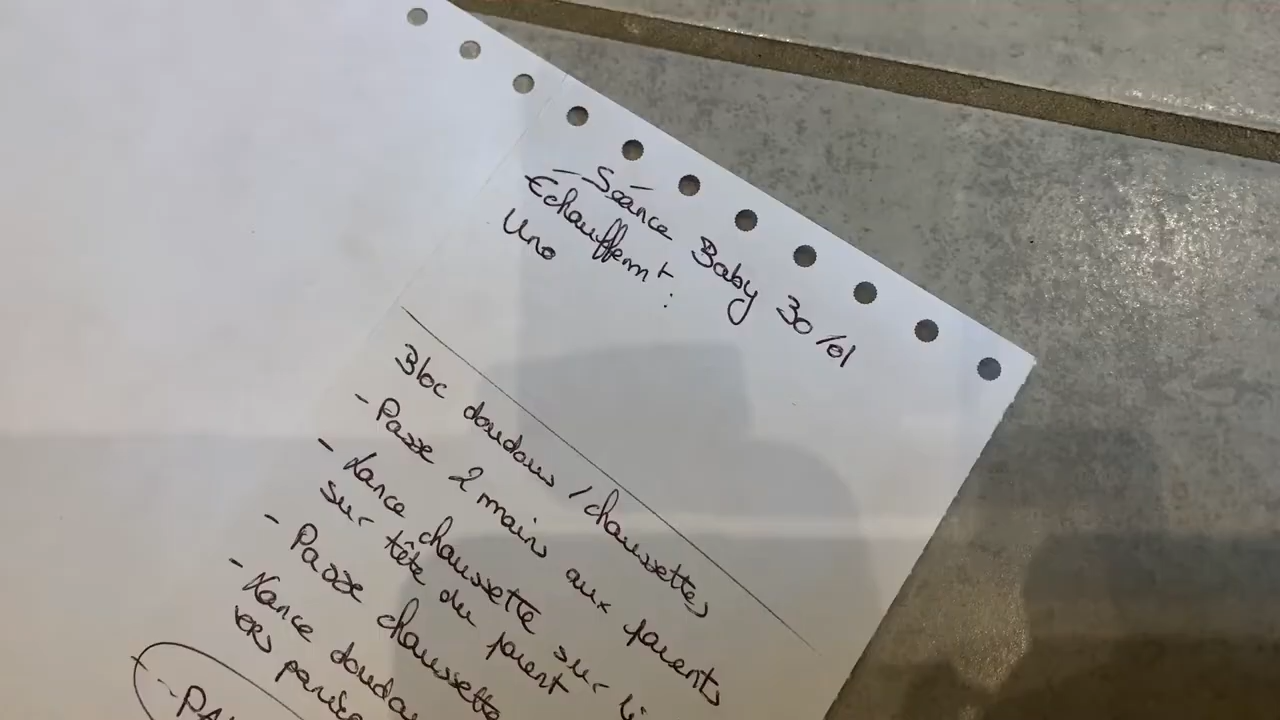 - Séance Baby 30/01
Echauffemt :
Uno
Bloc doudous / chaussettes
- Passe 2 mains aux parents
- Lance chaussette sur
sur tête du parent
- Passe chaussette
- Lance doudou
vers